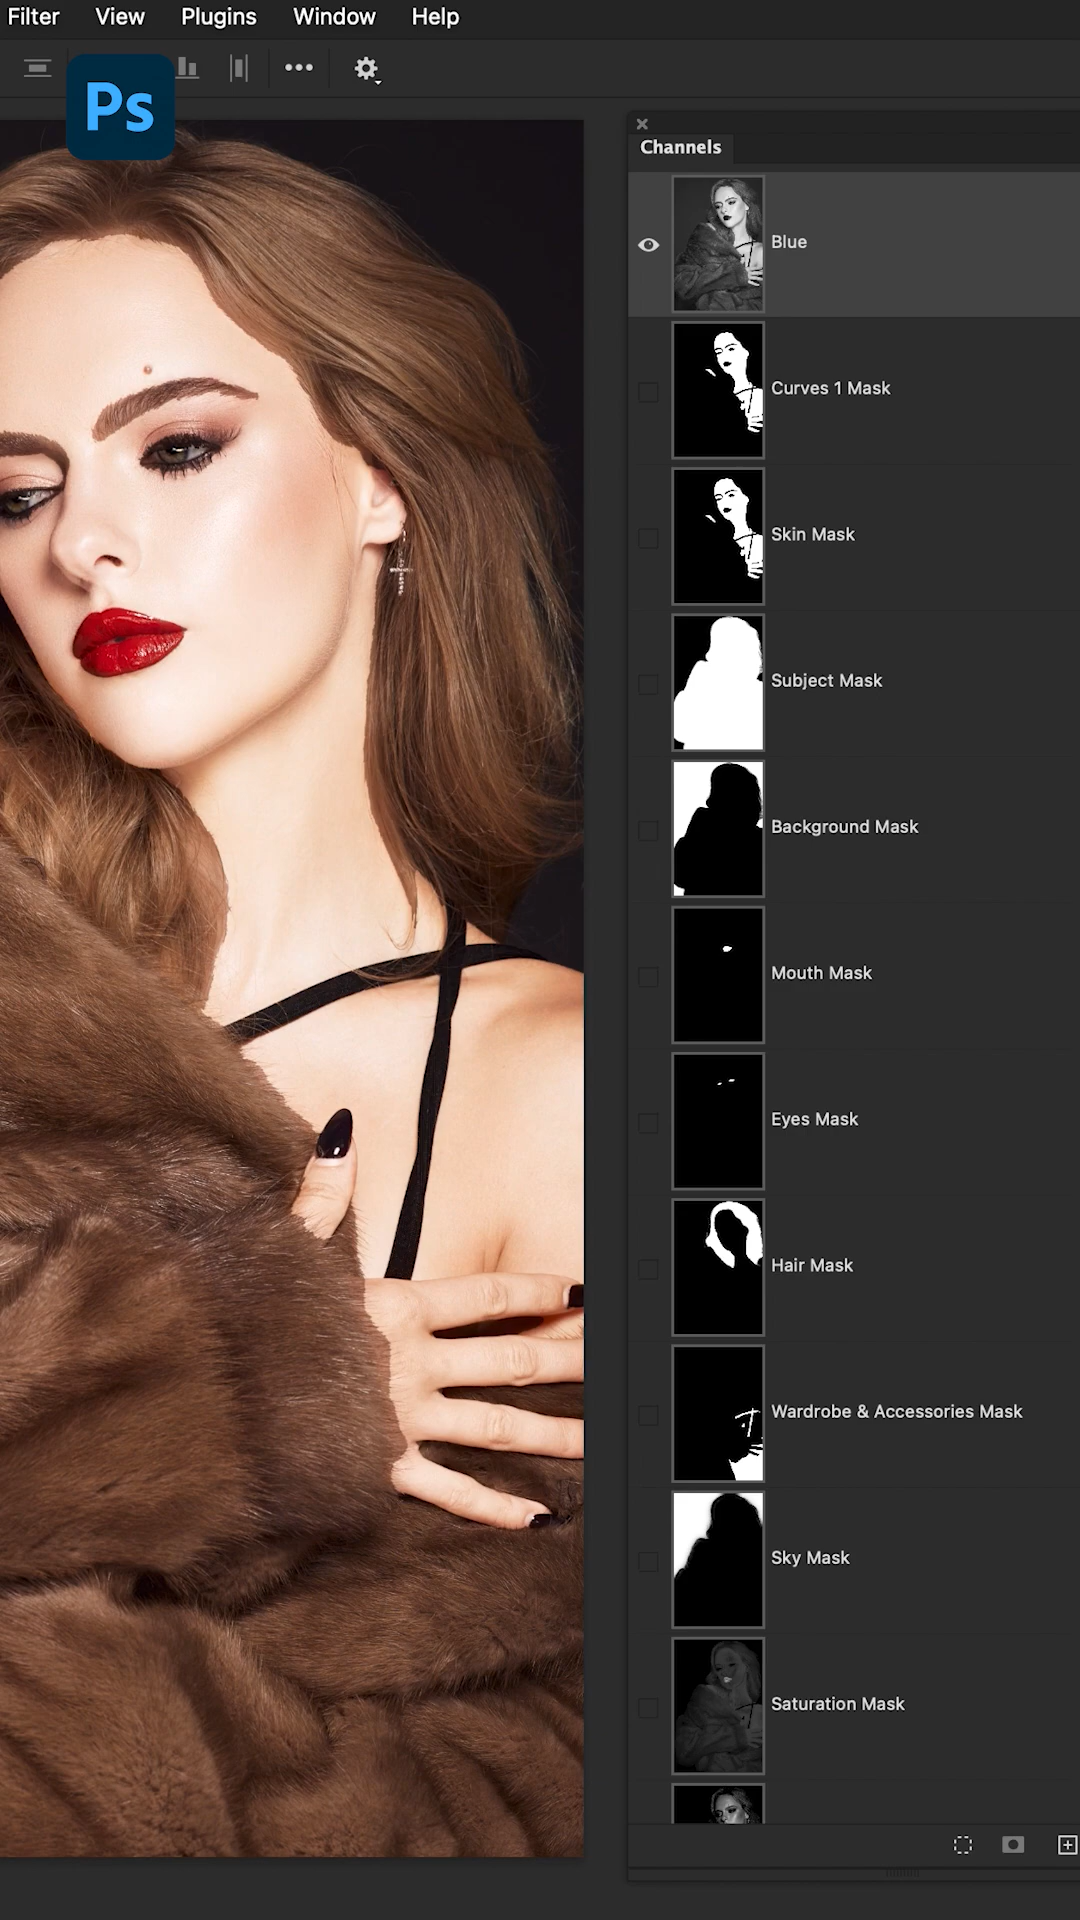 Filter View Plugins Window Help
Ps
Channels
Blue
Curves 1 Mask
Skin Mask
Subject Mask
Background Mask
Mouth Mask
Eyes Mask
Hair Mask
Wardrobe & Accessories Mask
Sky Mask
Saturation Mask